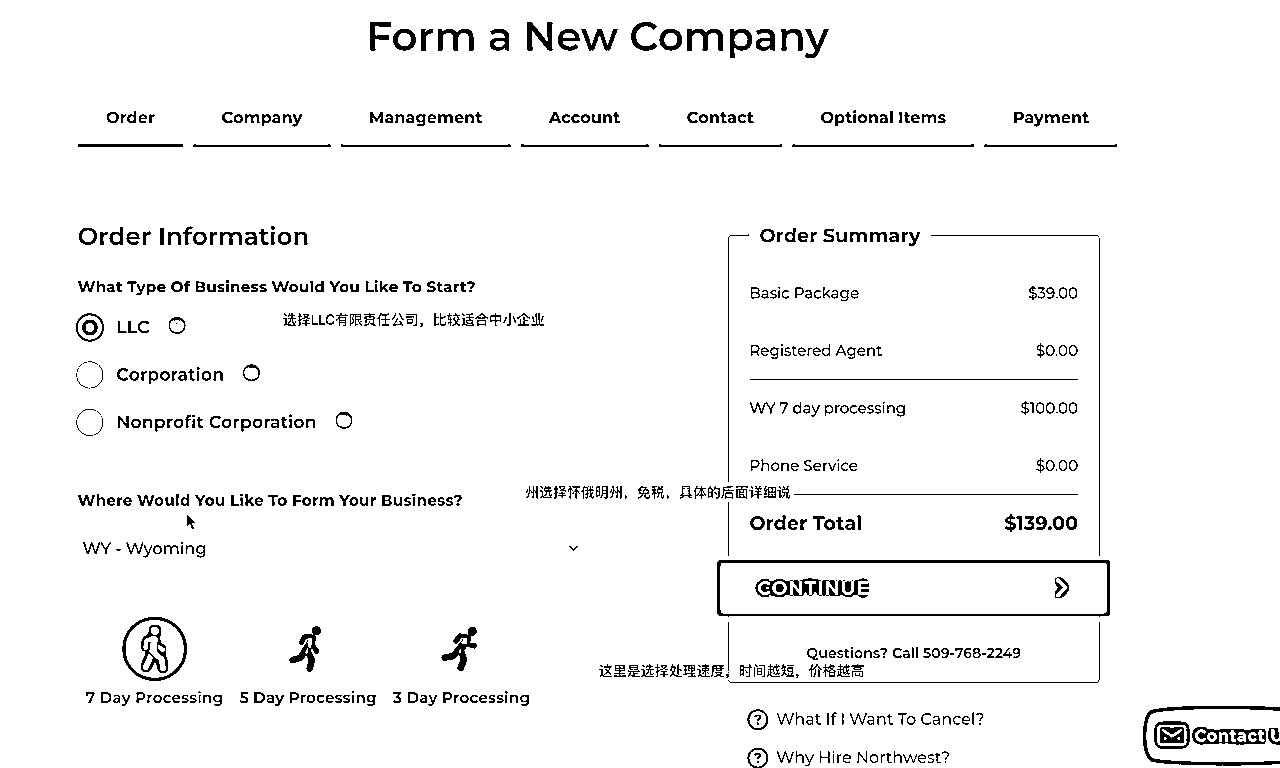 Form a New Company
Order
Company
Management
Account
Contact
Optional Items
Payment
Order Information
What Type Of Business Would You Like To Start?
LLC
选择LLC有限责任公司，比较适合中小企业
Corporation
Nonprofit Corporation
Where Would You Like To Form Your Business?
州选择怀俄明州，免税，具体的后面详细说
WY - Wyoming
7 Day Processing
5 Day Processing
3 Day Processing
这里是选择处理速度，时间越短，价格越高
Order Summary
Basic Package $39.00
Registered Agent $0.00
WY 7 day processing $100.00
Phone Service $0.00
Order Total $139.00
CONTINUE
Questions? Call 509-768-2249
What If I Want To Cancel?
Why Hire Northwest?
Contact U